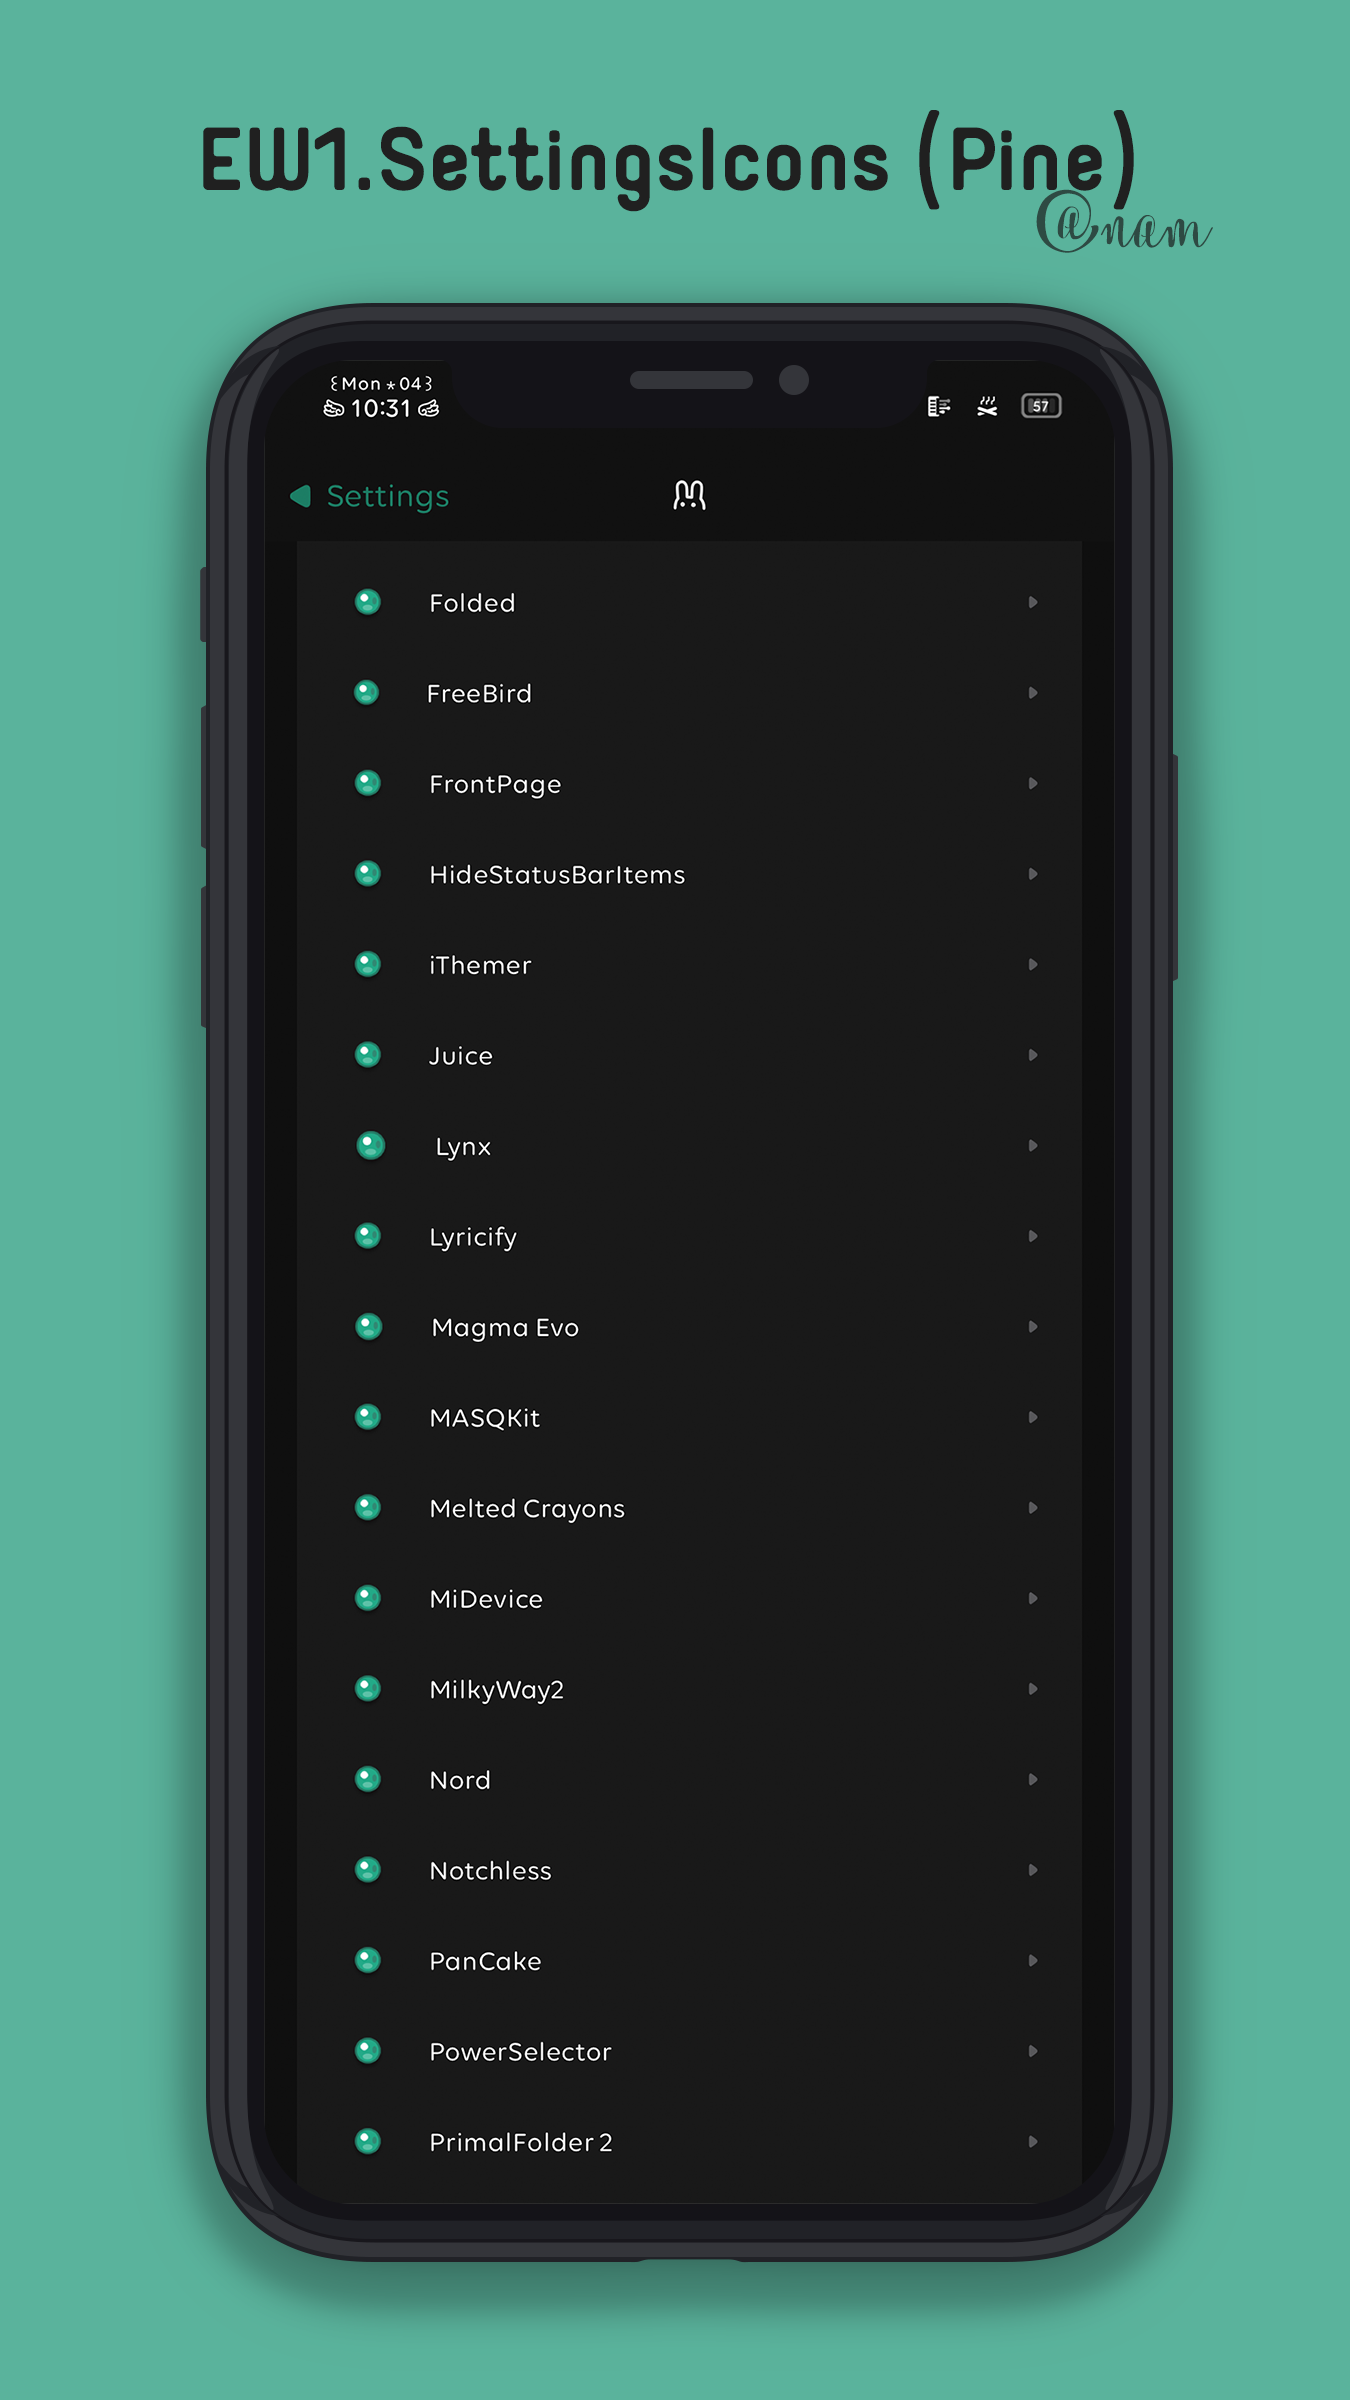 EW1.SettingsIcons (Pine)
@nam
Mon * 04
10:31
57
Settings
Folded
FreeBird
FrontPage
HideStatusBarItems
iThemer
Juice
Lynx
Lyricify
Magma Evo
MASQKit
Melted Crayons
MiDevice
MilkyWay2
Nord
Notchless
PanCake
PowerSelector
PrimalFolder 2